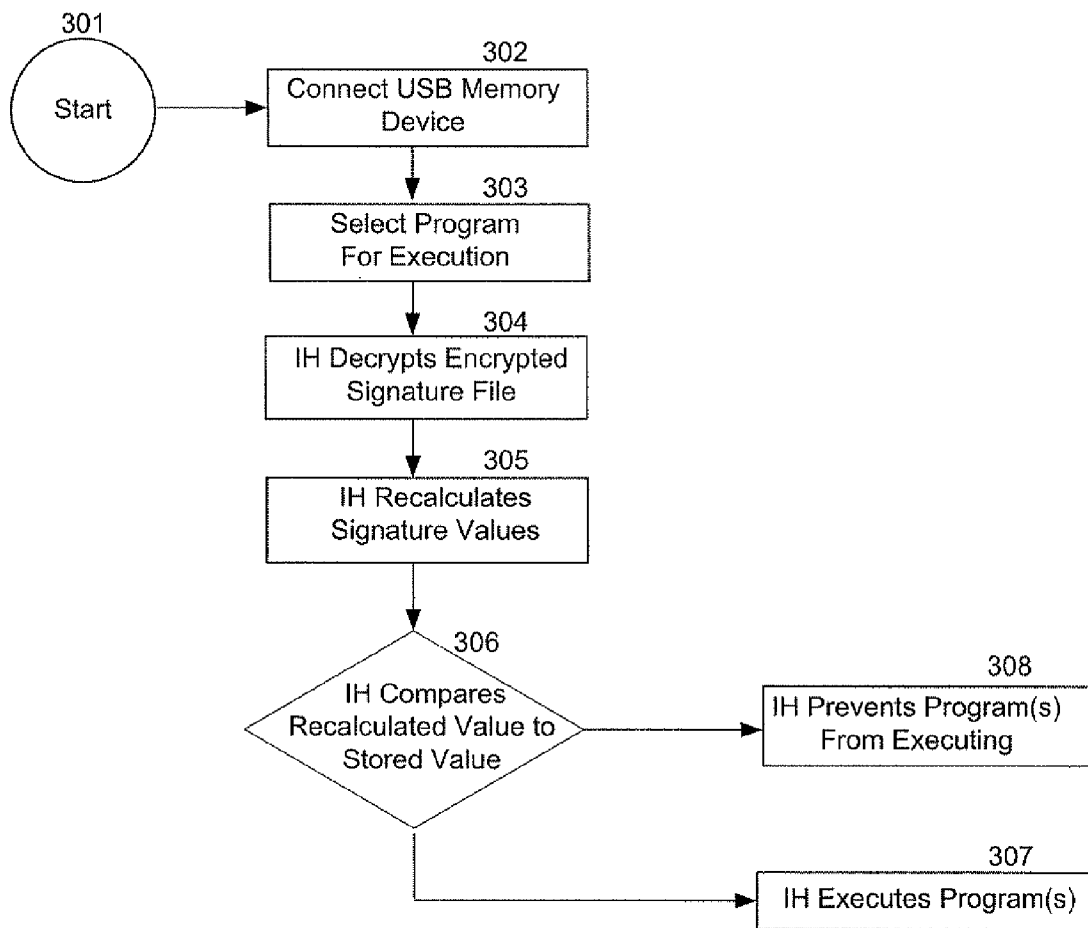 301
Start
302
Connect USB Memory
Device
303
Select Program
For Execution
304
IH Decrypts Encrypted
Signature File
305
IH Recalculates
Signature Values
306
IH Compares
Recalculated Value to
Stored Value
308
IH Prevents Program(s)
From Executing
307
IH Executes Program(s)